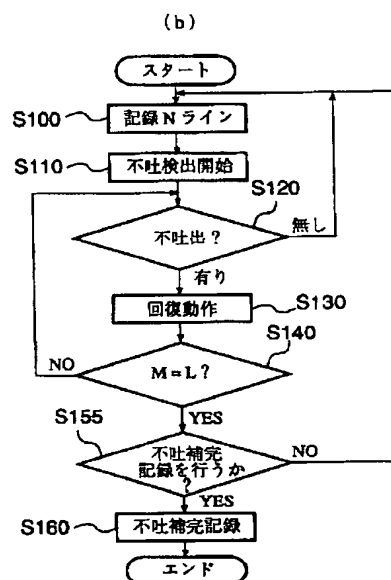 (b)
スタート
S100
記録Nライン
S110
不吐検出開始
S120
不吐出?
無し
有り
S130
回復動作
S140
NO
M=L?
YES
S155
不吐補完
記録を行うか
?
NO
YES
S160
不吐補完記録
エンド